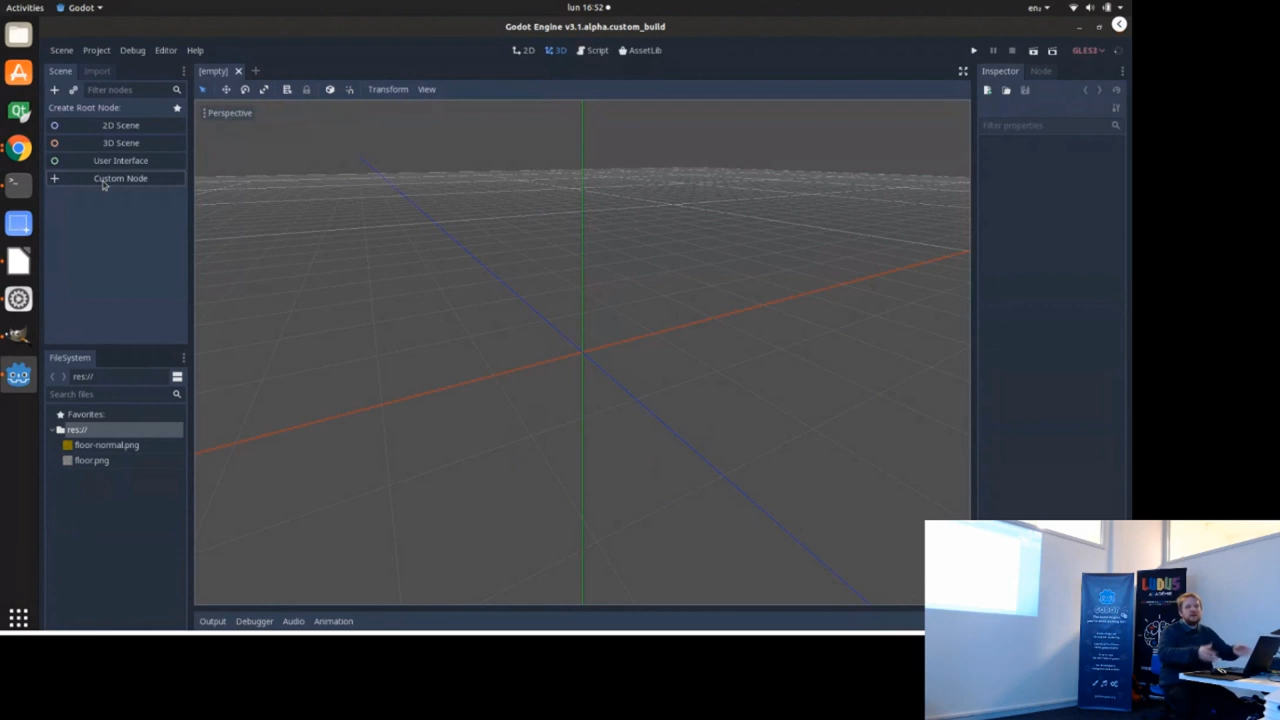 Activities Godot lun 16:52 en₂
Godot Engine v3.1.alpha.custom_build
Scene Project Debug Editor Help 2D 3D Script AssetLib GLES3
Scene Import [empty] Inspector Node
Filter nodes Transform View
Create Root Node:
Perspective
Filter properties
2D Scene
3D Scene
User Interface
Custom Node
FileSystem
res://
Search files
Favorites:
res://
floor-normal.png
floor.png
Output Debugger Audio Animation
LUDUS
GODOT